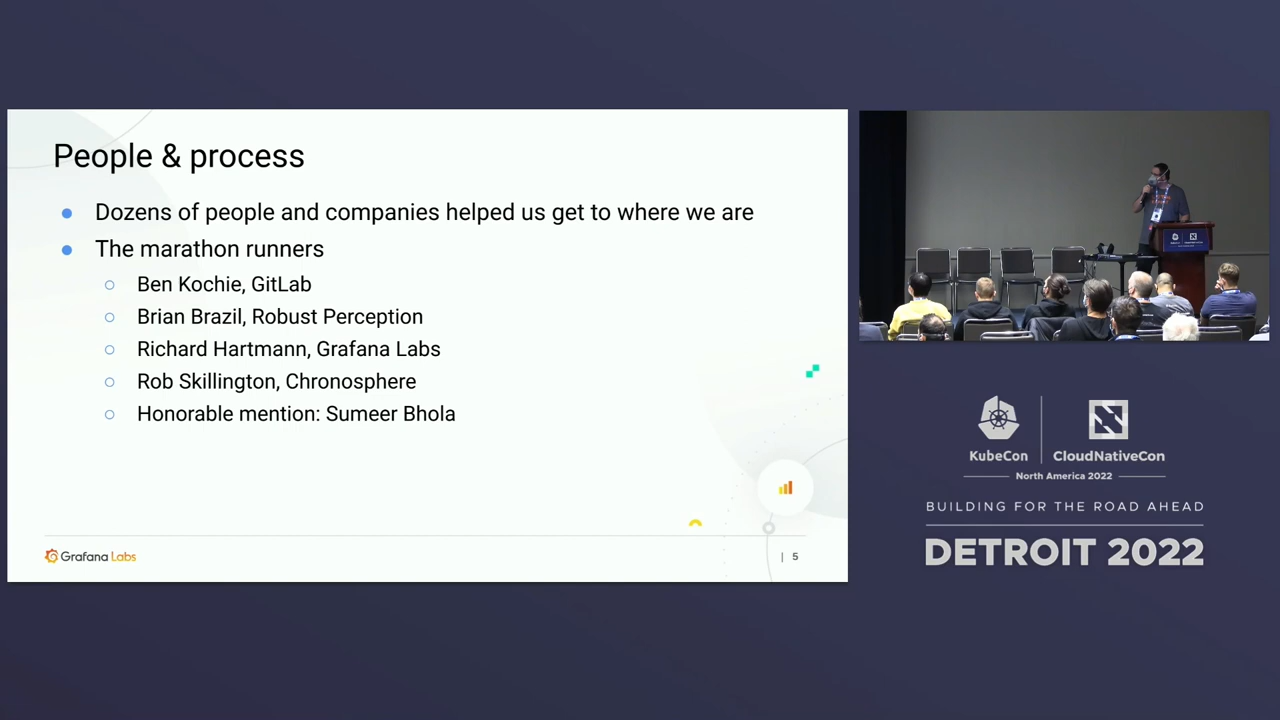 People & process
Dozens of people and companies helped us get to where we are
The marathon runners
Ben Kochie, GitLab
Brian Brazil, Robust Perception
Richard Hartmann, Grafana Labs
Rob Skillington, Chronosphere
Honorable mention: Sumeer Bhola
Grafana Labs
| 5
KubeCon
CloudNativeCon
North America 2022
BUILDING FOR THE ROAD AHEAD
DETROIT 2022